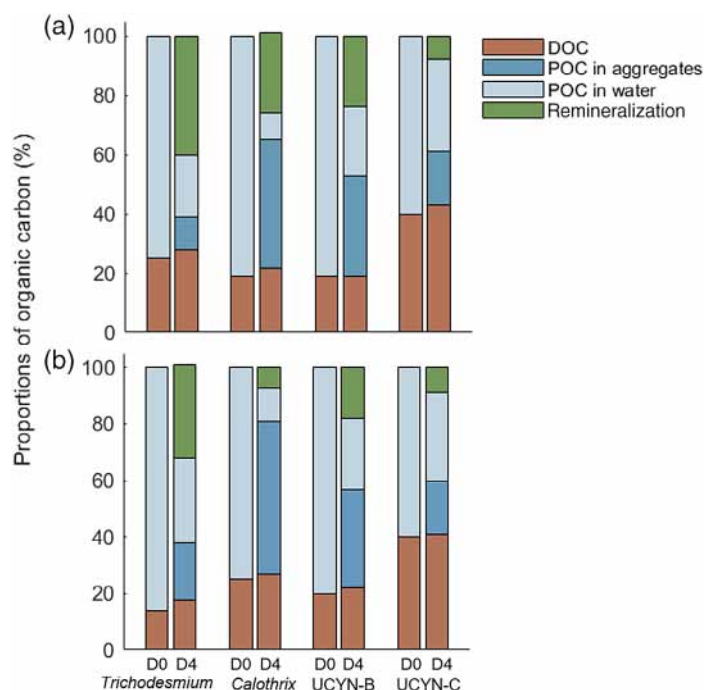 (a)
100
80
60
40
20
0
DOC
POC in aggregates
POC in water
Remineralization
Proportions of organic carbon (%)
(b)
100
80
60
40
20
0
D0 D4 D0 D4 D0 D4 D0 D4
Trichodesmium Calothrix UCYN-B UCYN-C